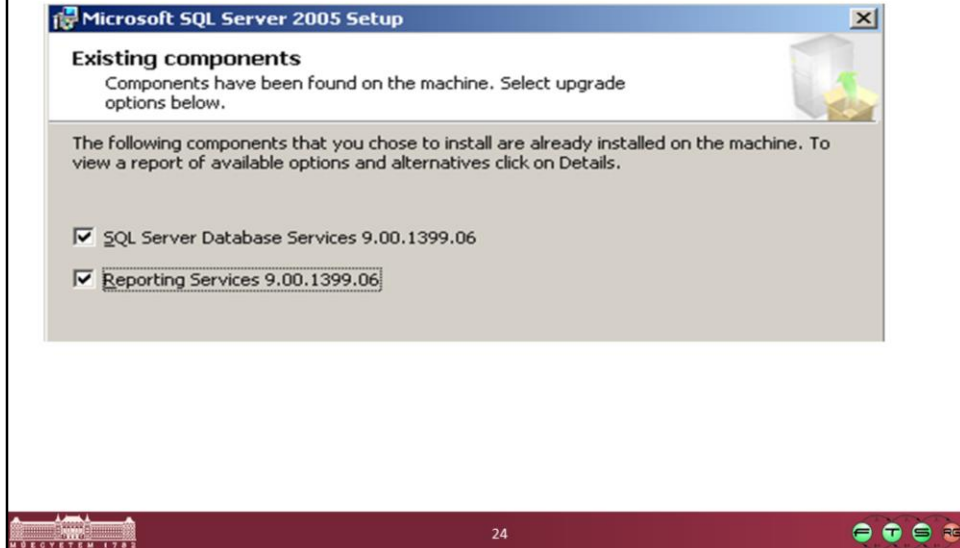 Microsoft SQL Server 2005 Setup
Existing components
Components have been found on the machine. Select upgrade
options below.
The following components that you chose to install are already installed on the machine. To
view a report of available options and alternatives click on Details.
SQL Server Database Services 9.00.1399.06
Reporting Services 9.00.1399.06
MŰEGYETEM 1782
24
F T S RG